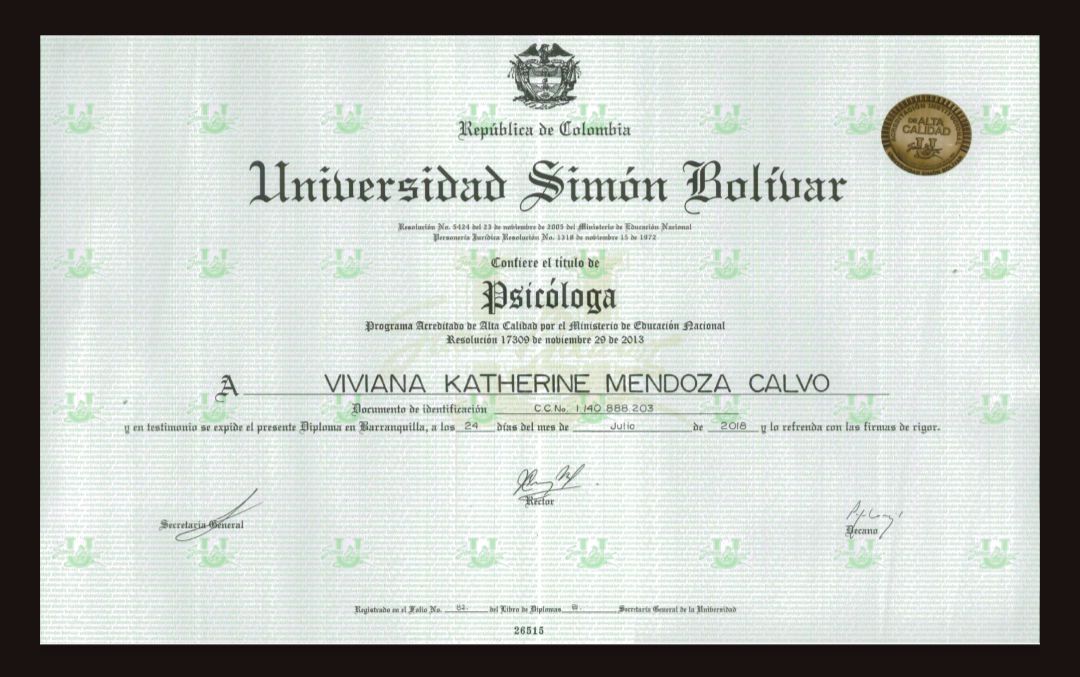 República de Colombia
DE ALTA
CALIDAD
Universidad Simón Bolívar
Resolución No. 5424 del 23 de noviembre de 2005 del Ministerio de Educación Nacional
Personería Jurídica Resolución No. 1318 de noviembre 15 de 1972
Confiere el título de
Psicóloga
Programa Acreditado de Alta Calidad por el Ministerio de Educación Nacional
Resolución 17309 de noviembre 29 de 2013
A VIVIANA KATHERINE MENDOZA CALVO
Documento de identificación C.C.No. 1.140.888.203
y en testimonio se expide el presente Diploma en Barranquilla, a los 24 días del mes de Julio de 2018 y lo refrenda con las firmas de rigor.
Rector
Secretaria General
Decano
Registrado en el Folio No. 82. del Libro de Diplomas Secretaría General de la Universidad
26515